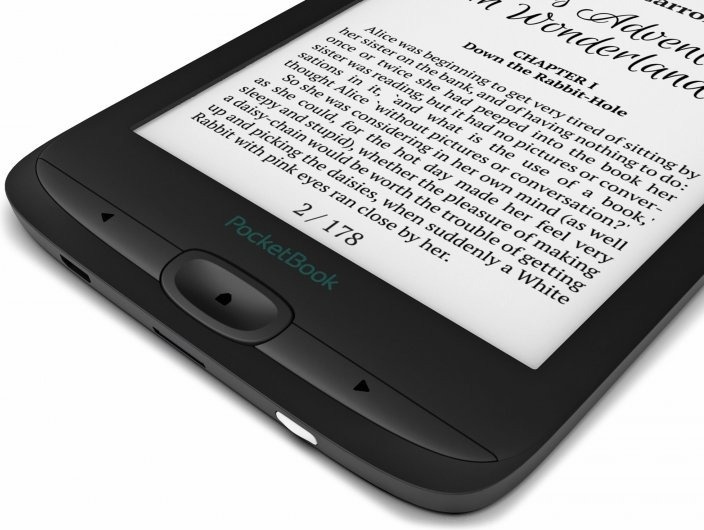 Wonderland
CHAPTER I
Down the Rabbit-Hole
Alice was beginning to get very tired of sitting by
her sister on the bank, and of having nothing to do:
once or twice she had peeped into the book her
sister was reading, but it had no pictures or conver-
sations in it, 'and what is the use of a book,'
thought Alice 'without pictures or conversation?'
So she was considering in her own mind (as well
as she could, for the hot day made her feel very
sleepy and stupid), whether the pleasure of making
a daisy-chain would be worth the trouble of getting
up and picking the daisies, when suddenly a White
Rabbit with pink eyes ran close by her.
2 / 178
PocketBook